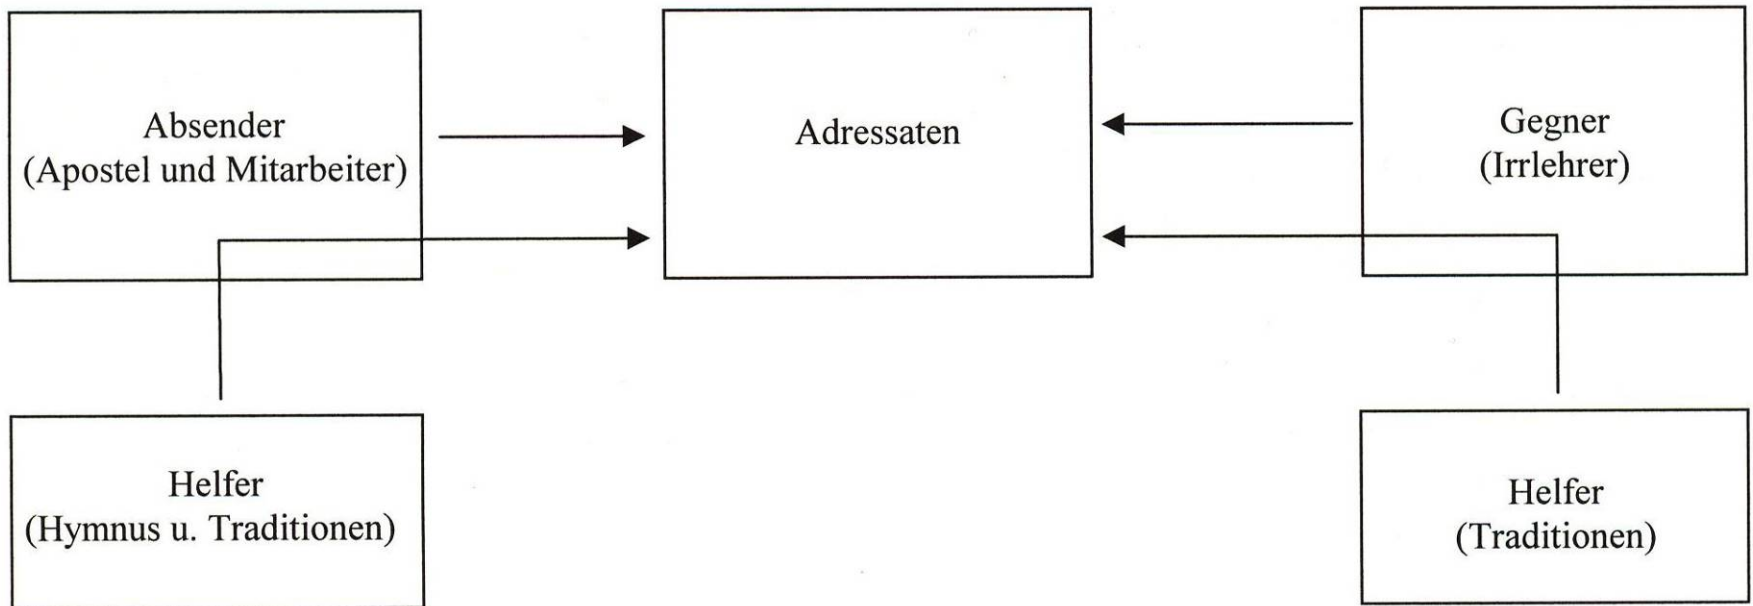 Absender
(Apostel und Mitarbeiter)
Adressaten
Gegner
(Irrlehrer)
Helfer
(Hymnus u. Traditionen)
Helfer
(Traditionen)